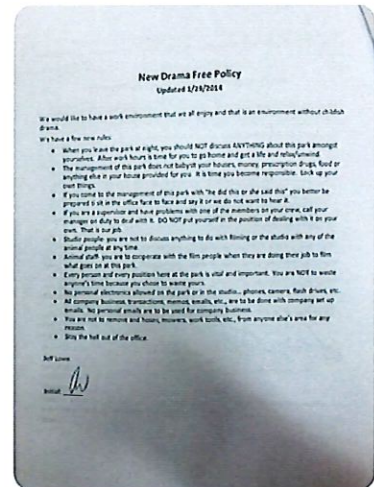 New Drama Free Policy
Updated 1/28/2014
We would like to have a work environment that we all enjoy and that is an environment without childish
drama.
We have a few new rules:
• When you leave the park at night, you should NOT discuss ANYTHING about this park amongst
yourselves. After work hours is time for you to go home and get a life and relax/unwind.
• The management of this park does not babysit your houses, money, prescription drugs, food or
anything else in your house provided for you. It is time you become responsible. Lock up your
own things.
• If you come to the management of this park with "he did this or she said this" you better be
prepared to sit in the office face to face and say it or we do not want to hear it.
• If you are a supervisor and have problems with one of the members on your crew, call your
manager on duty to deal with it. DO NOT put yourself in the position of dealing with it on your
own. That is our job.
• Studio people- you are not to discuss anything to do with filming or the studio with any of the
animal people at any time.
• Animal staff- you are to cooperate with the film people when they are doing their job to film
what goes on at this park.
• Every person and every position here at the park is vital and important. You are NOT to waste
anyone's time because you chose to waste yours.
• No personal electronics allowed on the park or in the studio... phones, camera, flash drives, etc.
• All company business, transactions, memos, emails, etc., are to be done with company set up
emails. No personal emails are to be used for company business.
• You are not to remove and hoses, mowers, work tools, etc., from anyone else's area for any
reason.
• Stay the hell out of the office.
Jeff Lowe
Initial: